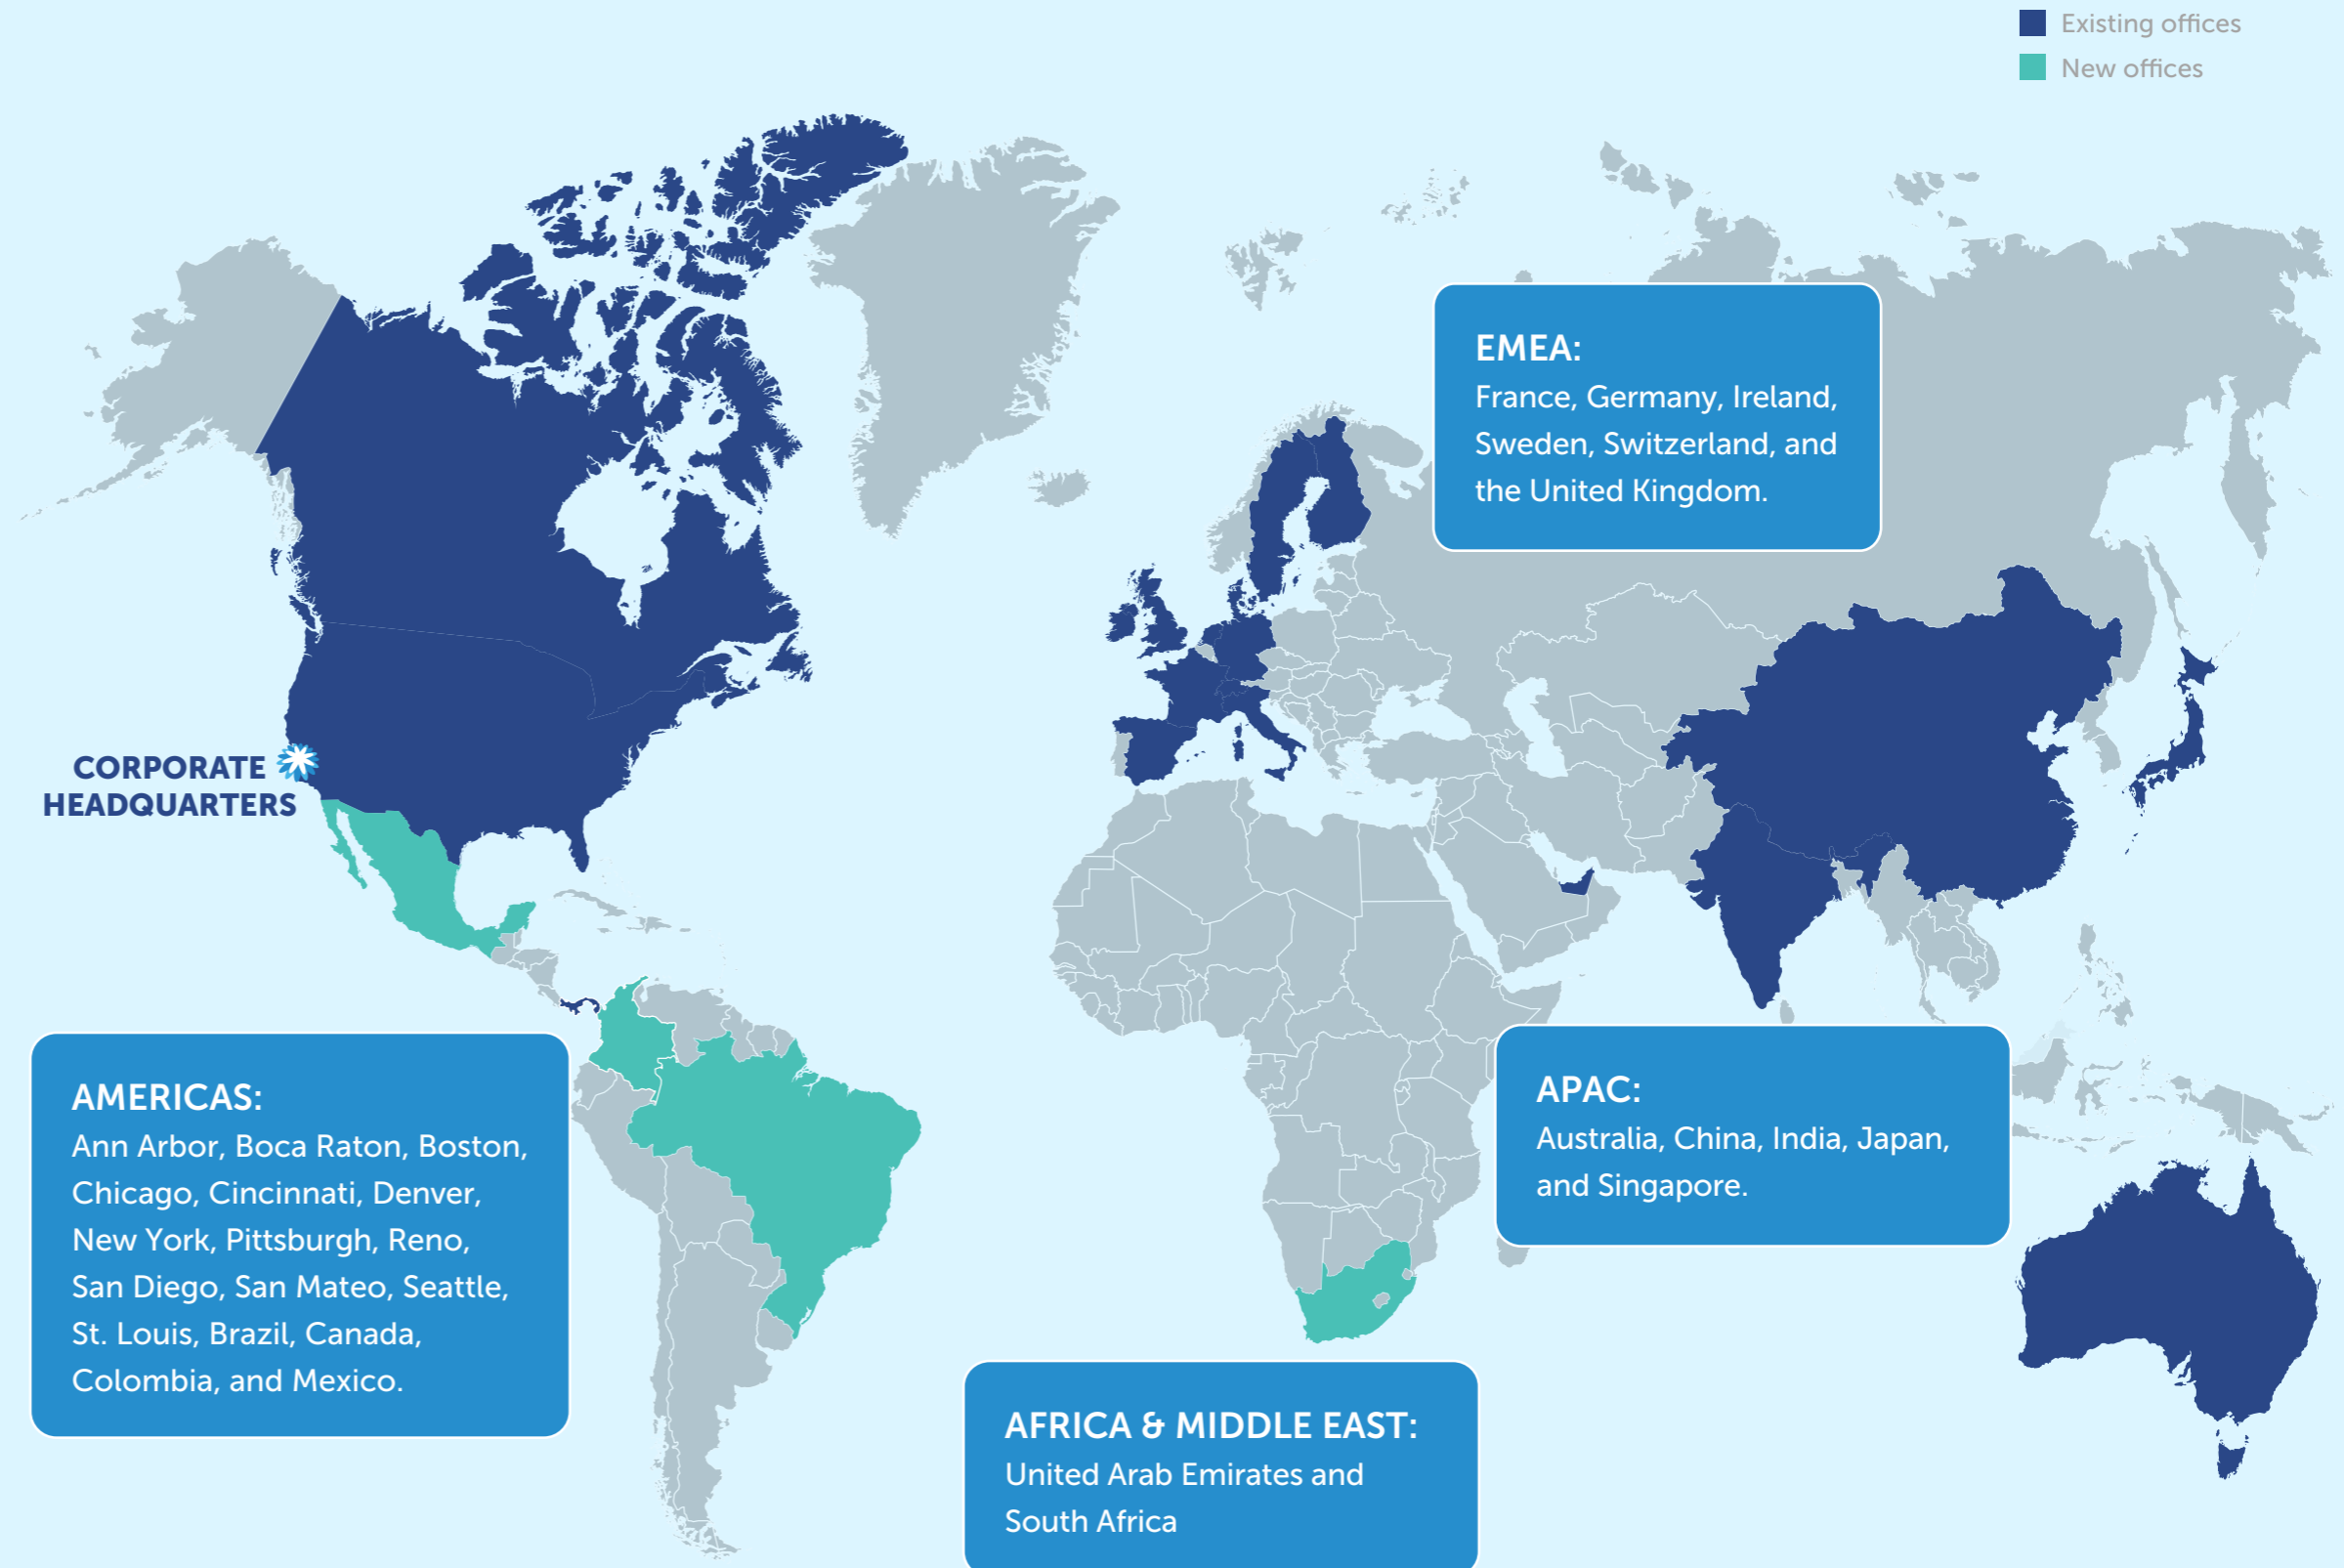 Existing offices
New offices
EMEA:
France, Germany, Ireland,
Sweden, Switzerland, and
the United Kingdom.
CORPORATE
HEADQUARTERS
AMERICAS:
Ann Arbor, Boca Raton, Boston,
Chicago, Cincinnati, Denver,
New York, Pittsburgh, Reno,
San Diego, San Mateo, Seattle,
St. Louis, Brazil, Canada,
Colombia, and Mexico.
APAC:
Australia, China, India, Japan,
and Singapore.
AFRICA & MIDDLE EAST:
United Arab Emirates and
South Africa